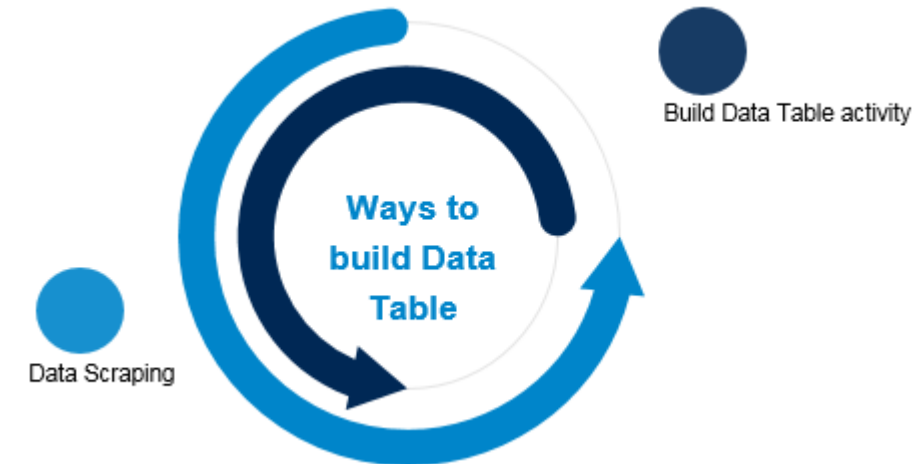 Build Data Table activity
Ways to
build Data
Table
Data Scraping